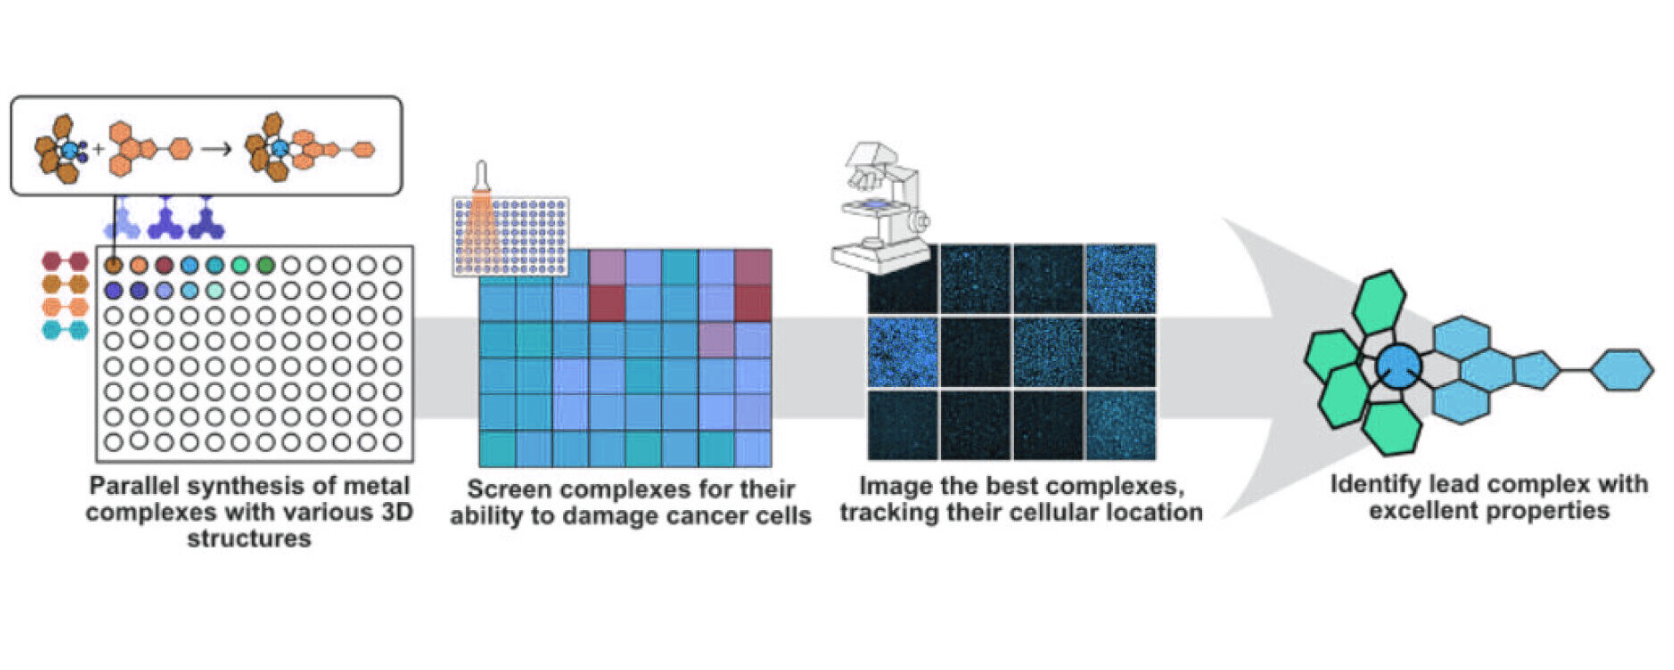 Parallel synthesis of metal
complexes with various 3D
structures
Screen complexes for their
ability to damage cancer cells
Image the best complexes,
tracking their cellular location
Identify lead complex with
excellent properties